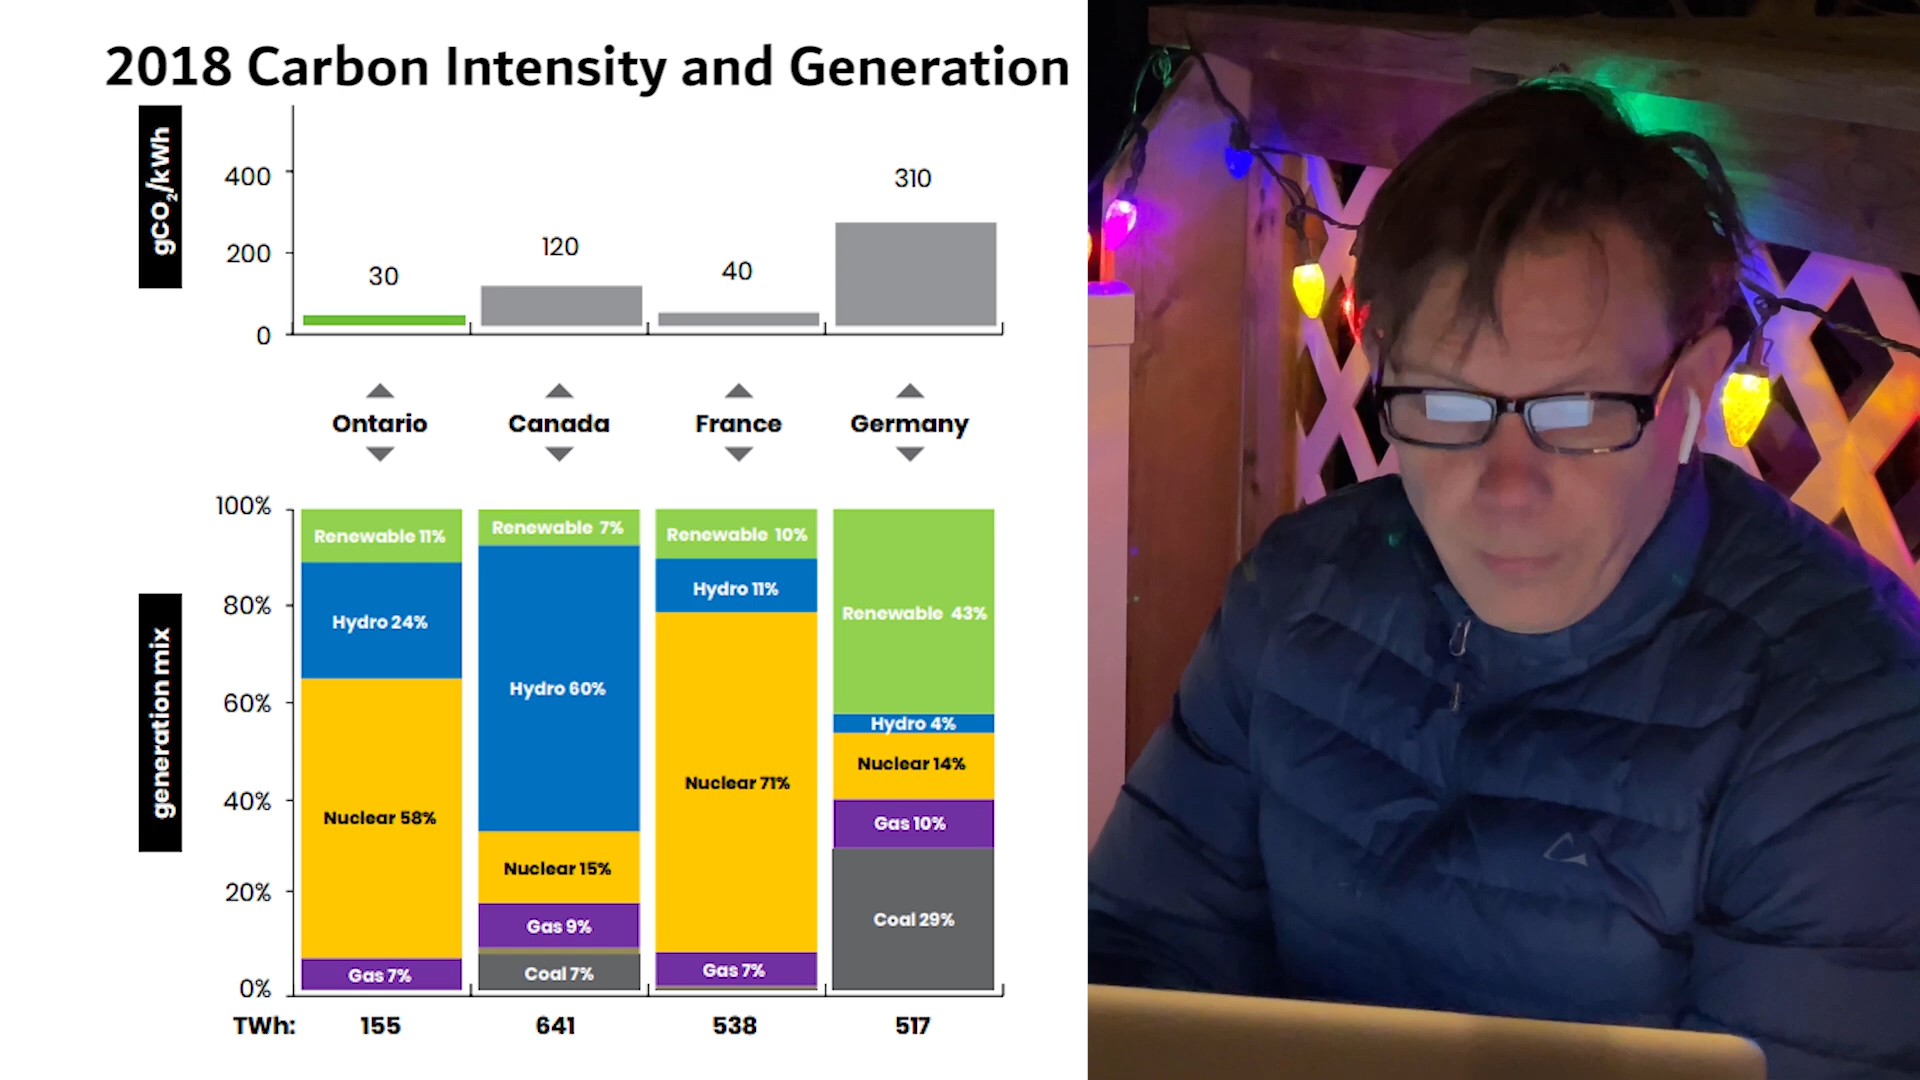 2018 Carbon Intensity and Generation
gCO2/kWh
400
200
0
30
120
40
310
Ontario
Canada
France
Germany
generation mix
100%
80%
60%
40%
20%
0%
Renewable 11%
Hydro 24%
Nuclear 58%
Gas 7%
Renewable 7%
Hydro 60%
Nuclear 15%
Gas 9%
Coal 7%
Renewable 10%
Hydro 11%
Nuclear 71%
Gas 7%
Renewable 43%
Hydro 4%
Nuclear 14%
Gas 10%
Coal 29%
TWh: 155 641 538 517